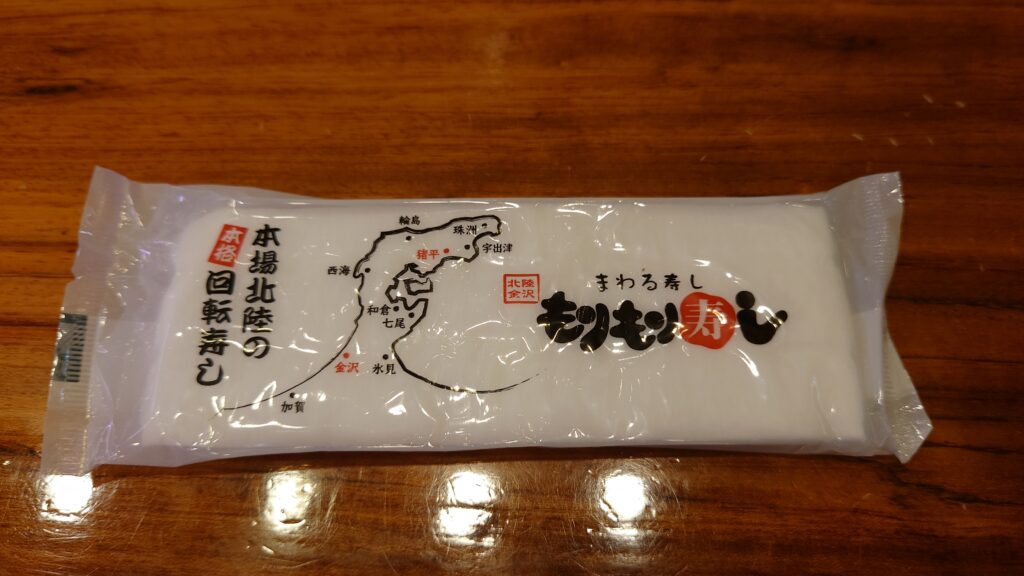 本場北陸の
本格回転寿し
輪島
珠洲
猪平
宇出津
西海
和倉
七尾
金沢
氷見
加賀
北陸
金沢
まわる寿し
もりもり寿し